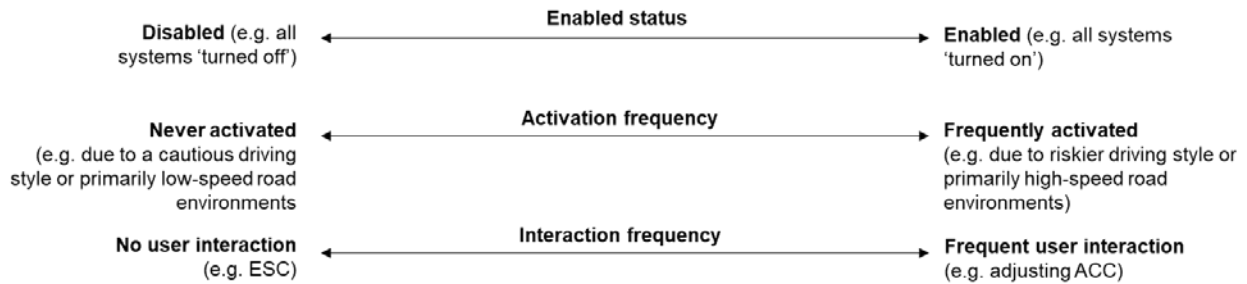 Enabled status
Disabled (e.g. all
systems ‘turned off’)
Enabled (e.g. all systems
‘turned on’)
Activation frequency
Never activated
(e.g. due to a cautious driving
style or primarily low-speed road
environments
Frequently activated
(e.g. due to riskier driving style or
primarily high-speed road
environments)
Interaction frequency
No user interaction
(e.g. ESC)
Frequent user interaction
(e.g. adjusting ACC)